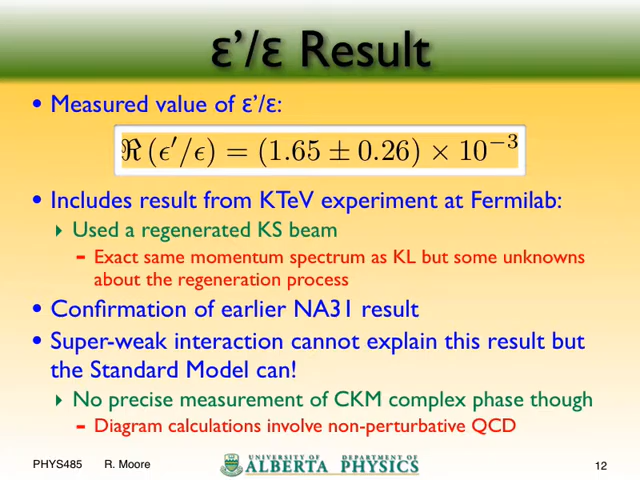 ε’/ε Result
• Measured value of ε’/ε:
ℜ (ϵ′/ϵ) = (1.65 ± 0.26) × 10⁻³
• Includes result from KTeV experiment at Fermilab:
‣ Used a regenerated KS beam
- Exact same momentum spectrum as KL but some unknowns
about the regeneration process
• Confirmation of earlier NA31 result
• Super-weak interaction cannot explain this result but
the Standard Model can!
‣ No precise measurement of CKM complex phase though
- Diagram calculations involve non-perturbative QCD
PHYS485 R. Moore
UNIVERSITY OF DEPARTMENT OF
ALBERTA PHYSICS
12